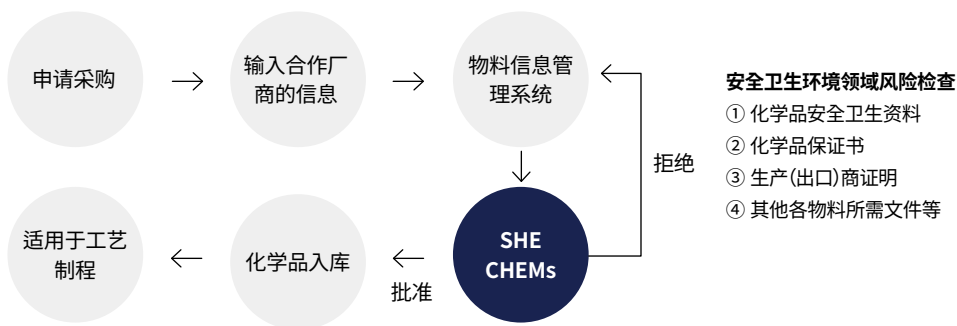 申请采购
输入合作厂
商的信息
物料信息管
理系统
拒绝
安全卫生环境领域风险检查
① 化学品安全卫生资料
② 化学品保证书
③ 生产(出口)商证明
④ 其他各物料所需文件等
SHE
CHEMs
批准
化学品入库
适用于工艺
制程